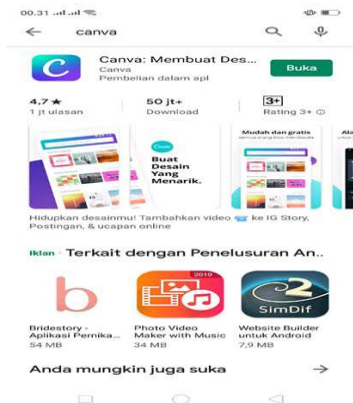 00.31
canva
Canva: Membuat Des...
Canva
Pembelian dalam apl
Buka
4,7 ★
1 jt ulasan
50 jt+
Download
3+
Rating 3+
Buat
Desain
Yang
Menarik.
Mudah dan gratis
Hidupkan desainmu! Tambahkan video ke IG Story,
Postingan, & ucapan online
Iklan · Terkait dengan Penelusuran An..
2019
SimDif
Bridestory -
Aplikasi Pernika...
54 MB
Photo Video
Maker with Music
34 MB
Website Builder
untuk Android
7,9 MB
Anda mungkin juga suka